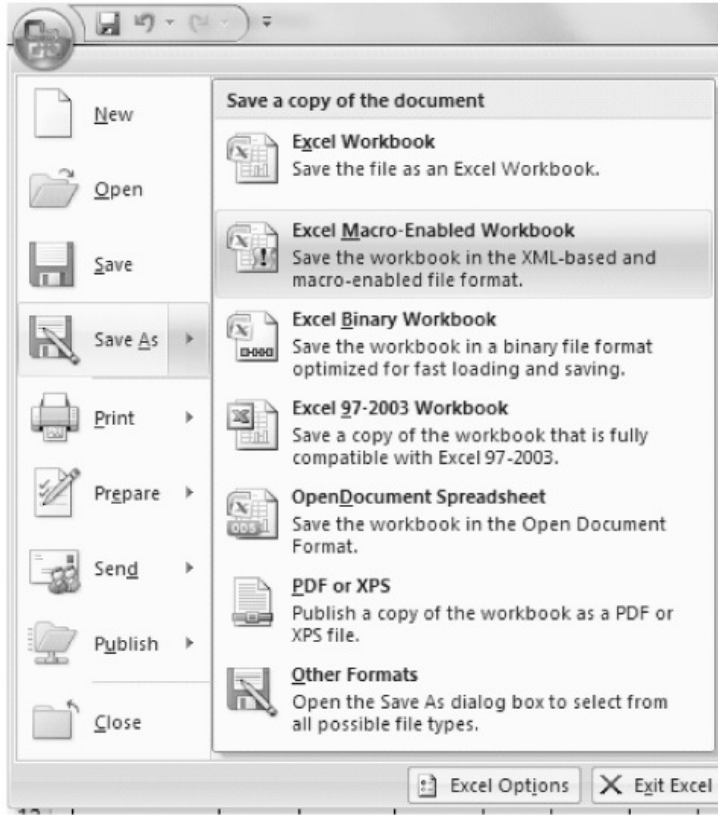 New
Open
Save
Save As
Print
Prepare
Send
Publish
Close
Save a copy of the document
Excel Workbook
Save the file as an Excel Workbook.
Excel Macro-Enabled Workbook
Save the workbook in the XML-based and
macro-enabled file format.
Excel Binary Workbook
Save the workbook in a binary file format
optimized for fast loading and saving.
Excel 97-2003 Workbook
Save a copy of the workbook that is fully
compatible with Excel 97-2003.
OpenDocument Spreadsheet
ODS
Save the workbook in the Open Document
Format.
PDF or XPS
Publish a copy of the workbook as a PDF or
XPS file.
Other Formats
Open the Save As dialog box to select from
all possible file types.
Excel Options
Exit Excel